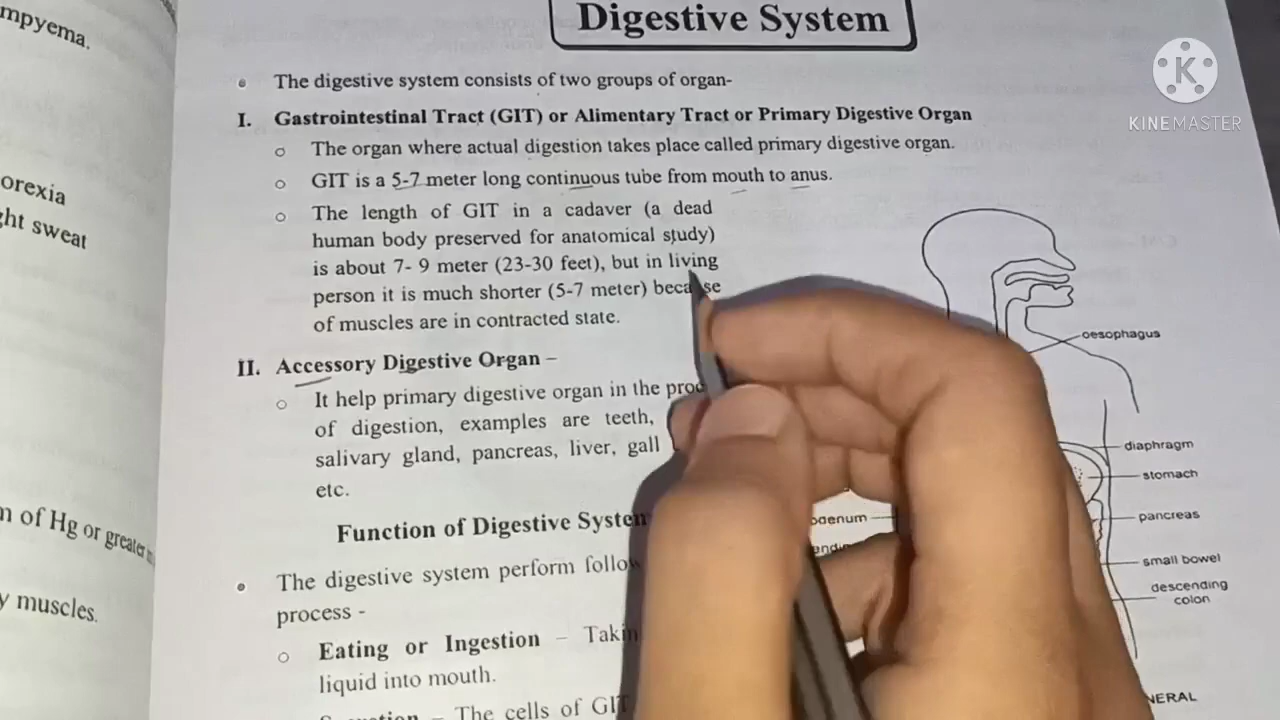 mpyema.
orexia
ght sweat
n of Hg or greater
y muscles.
Digestive System
The digestive system consists of two groups of organ-
I. Gastrointestinal Tract (GIT) or Alimentary Tract or Primary Digestive Organ
The organ where actual digestion takes place called primary digestive organ.
GIT is a 5-7 meter long continuous tube from mouth to anus.
The length of GIT in a cadaver (a dead
human body preserved for anatomical study)
is about 7- 9 meter (23-30 feet), but in living
person it is much shorter (5-7 meter) because
of muscles are in contracted state.
II. Accessory Digestive Organ –
It help primary digestive organ in the proc
of digestion, examples are teeth,
salivary gland, pancreas, liver, gall
etc.
Function of Digestive System
The digestive system perform follow
process -
Eating or Ingestion – Takin
liquid into mouth.
The cells of GIT
oesophagus
diaphragm
stomach
pancreas
small bowel
descending
colon
odenum
endi
NERAL
K
KINEMASTER